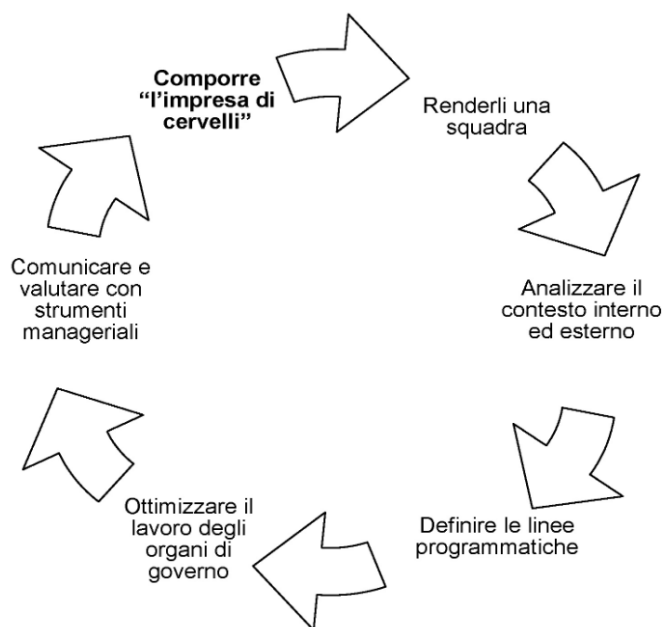 Comporre
“l’impresa di
cervelli”
Renderli una
squadra
Analizzare il
contesto interno
ed esterno
Definire le linee
programmatiche
Ottimizzare il
lavoro degli
organi di
governo
Comunicare e
valutare con
strumenti
manageriali